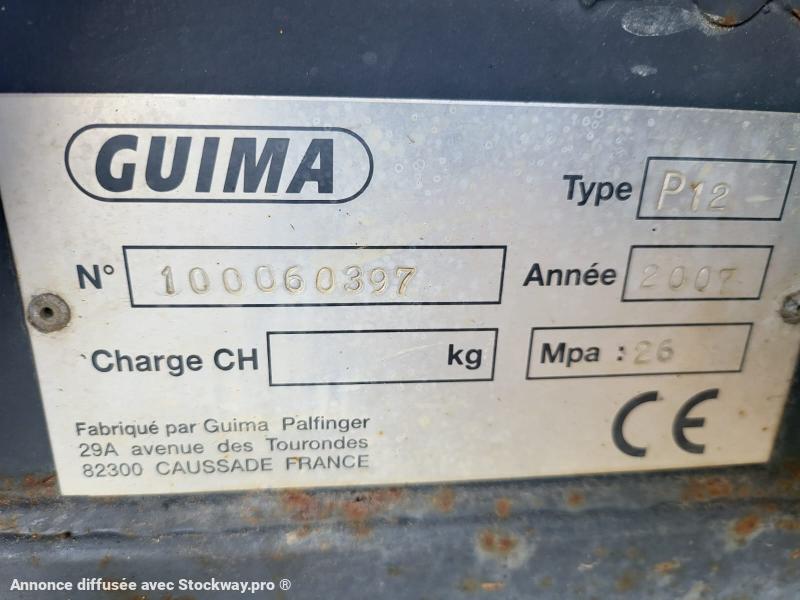 GUIMA
Type P12
N° 100060397 Année 2007
Charge CH kg Mpa : 26
Fabriqué par Guima Palfinger
29A avenue des Tourondes
82300 CAUSSADE FRANCE
CE
Annonce diffusée avec Stockway.pro ®